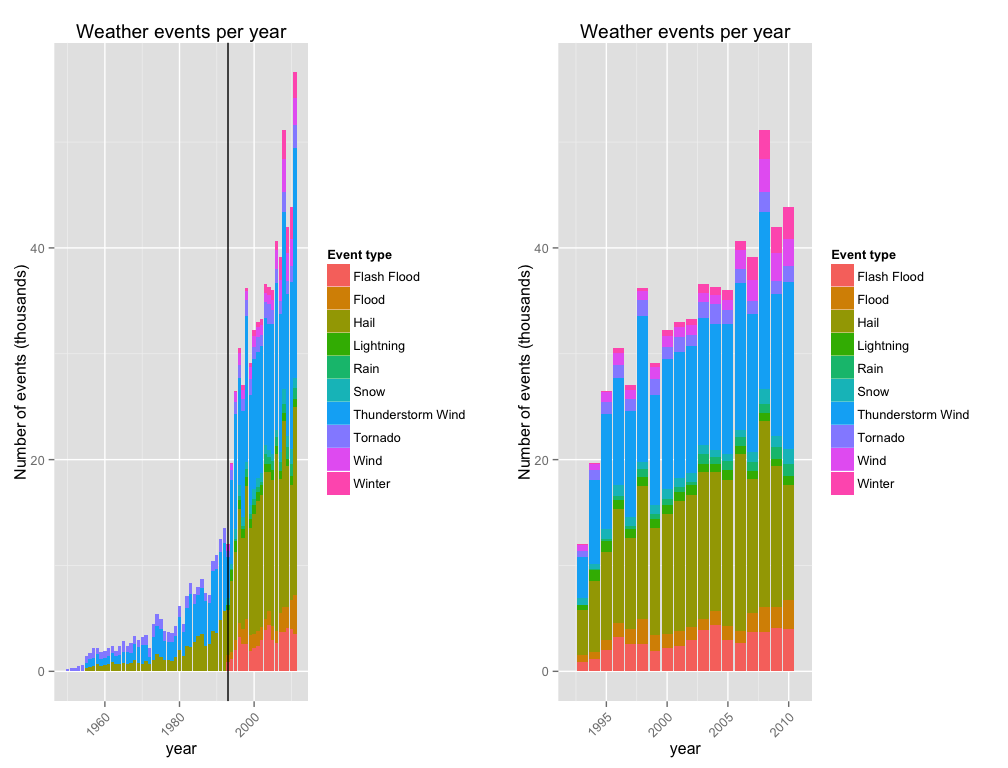 Weather events per year
Number of events (thousands)
40
20
0
1960
1980
2000
year
Event type
Flash Flood
Flood
Hail
Lightning
Rain
Snow
Thunderstorm Wind
Tornado
Wind
Winter
Weather events per year
Number of events (thousands)
40
20
0
1995
2000
2005
2010
year
Event type
Flash Flood
Flood
Hail
Lightning
Rain
Snow
Thunderstorm Wind
Tornado
Wind
Winter